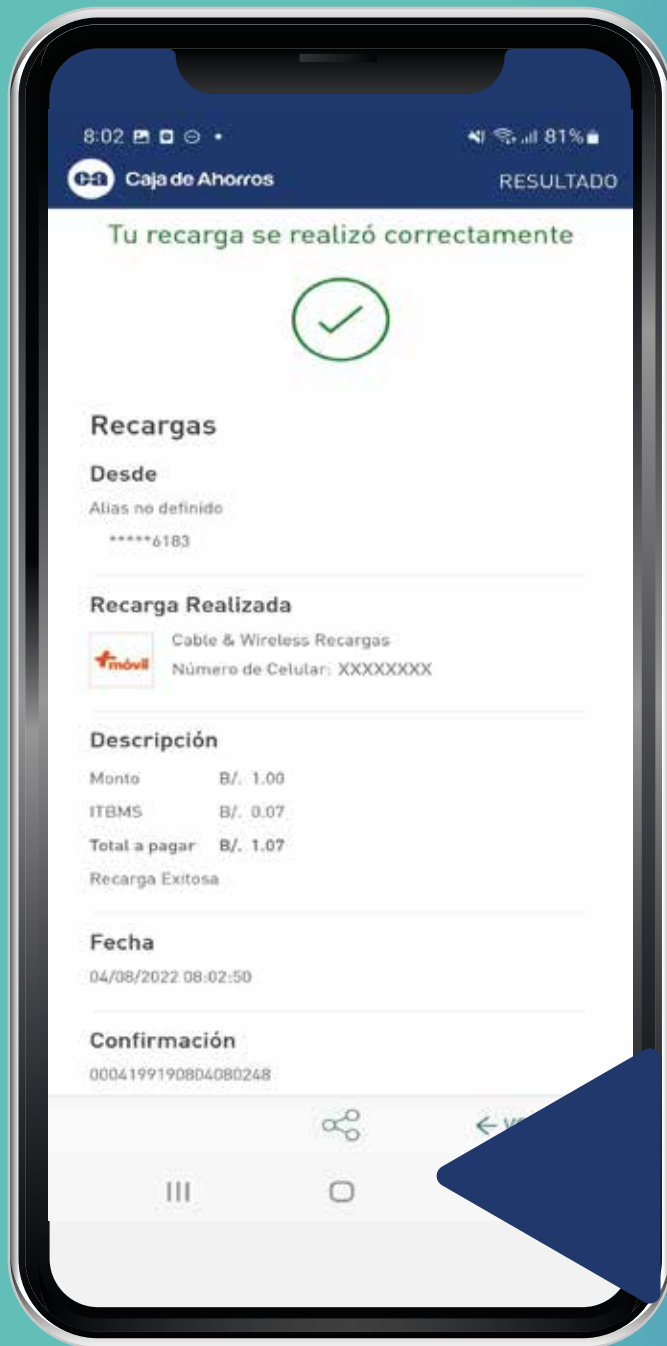 8:02 81%
ca Caja de Ahorros RESULTADO
Tu recarga se realizó correctamente
Recargas
Desde
Alias no definido
*****6183
Recarga Realizada
+móvil
Cable & Wireless Recargas
Número de Celular: XXXXXXXX
Descripción
Monto B/. 1.00
ITBMS B/. 0.07
Total a pagar B/. 1.07
Recarga Exitosa
Fecha
04/08/2022 08:02:50
Confirmación
0004199190804080248